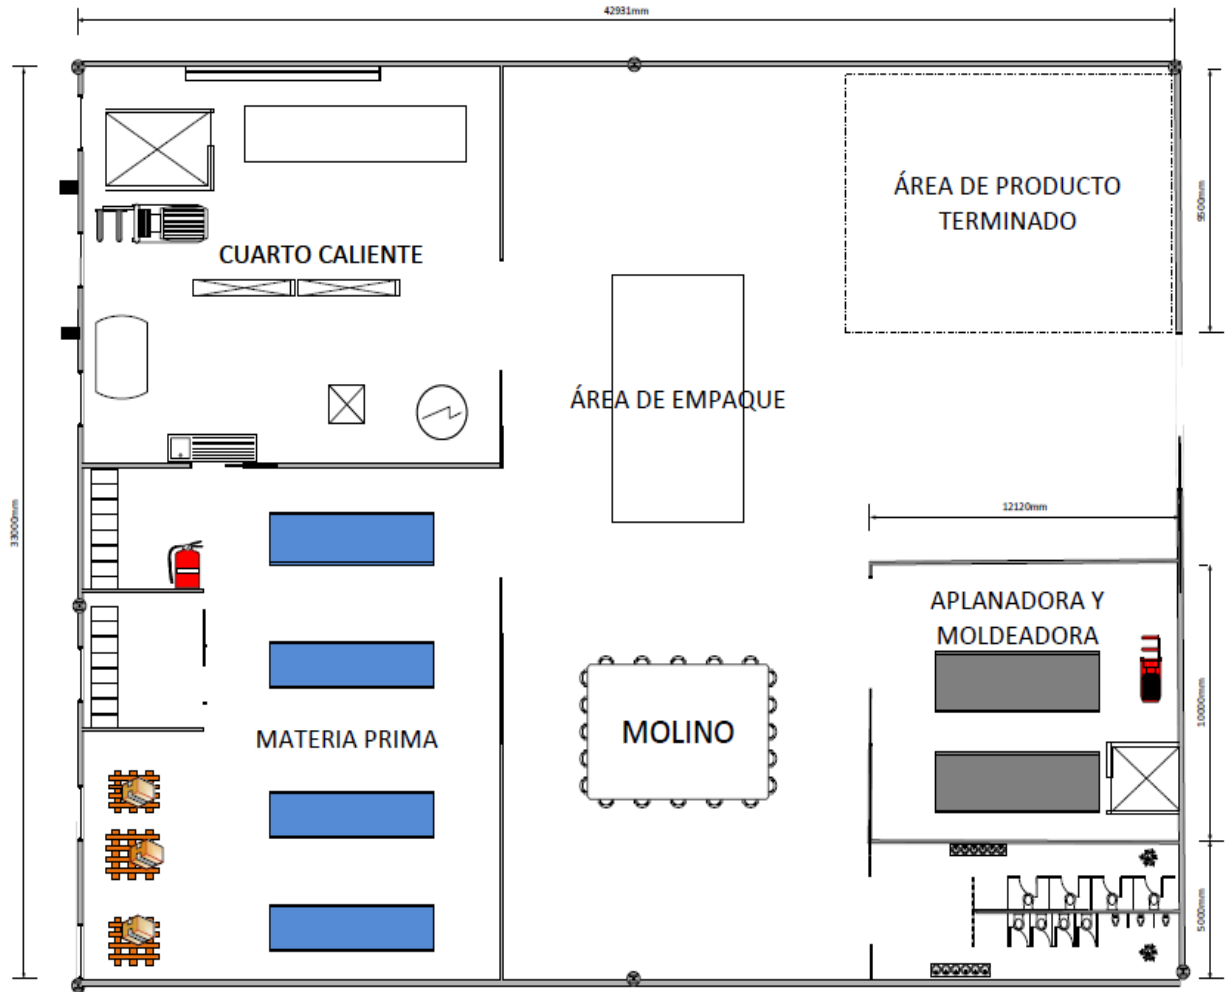 42931mm
ÁREA DE PRODUCTO
TERMINADO
9500mm
CUARTO CALIENTE
ÁREA DE EMPAQUE
33000mm
12120mm
APLANADORA Y
MOLDEADORA
10000mm
MOLINO
MATERIA PRIMA
5000mm